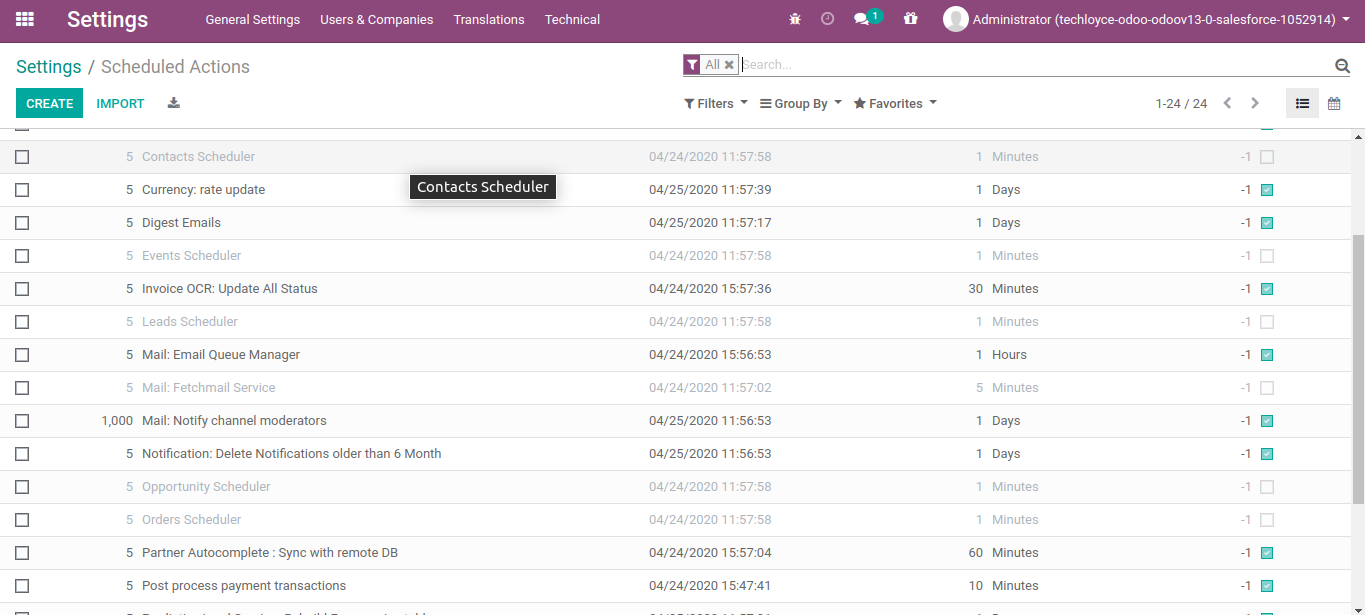 Settings General Settings Users & Companies Translations Technical 1 Administrator (techloyce-odoo-odoov13-0-salesforce-1052914)
Settings / Scheduled Actions All Search...
CREATE IMPORT Filters Group By Favorites 1-24 / 24
5 Contacts Scheduler 04/24/2020 11:57:58 1 Minutes -1
Contacts Scheduler
5 Currency: rate update 04/25/2020 11:57:39 1 Days -1
5 Digest Emails 04/25/2020 11:57:17 1 Days -1
5 Events Scheduler 04/24/2020 11:57:58 1 Minutes -1
5 Invoice OCR: Update All Status 04/24/2020 15:57:36 30 Minutes -1
5 Leads Scheduler 04/24/2020 11:57:58 1 Minutes -1
5 Mail: Email Queue Manager 04/24/2020 15:56:53 1 Hours -1
5 Mail: Fetchmail Service 04/24/2020 11:57:02 5 Minutes -1
1,000 Mail: Notify channel moderators 04/25/2020 11:56:53 1 Days -1
5 Notification: Delete Notifications older than 6 Month 04/25/2020 11:56:53 1 Days -1
5 Opportunity Scheduler 04/24/2020 11:57:58 1 Minutes -1
5 Orders Scheduler 04/24/2020 11:57:58 1 Minutes -1
5 Partner Autocomplete : Sync with remote DB 04/24/2020 15:57:04 60 Minutes -1
5 Post process payment transactions 04/24/2020 15:47:41 10 Minutes -1